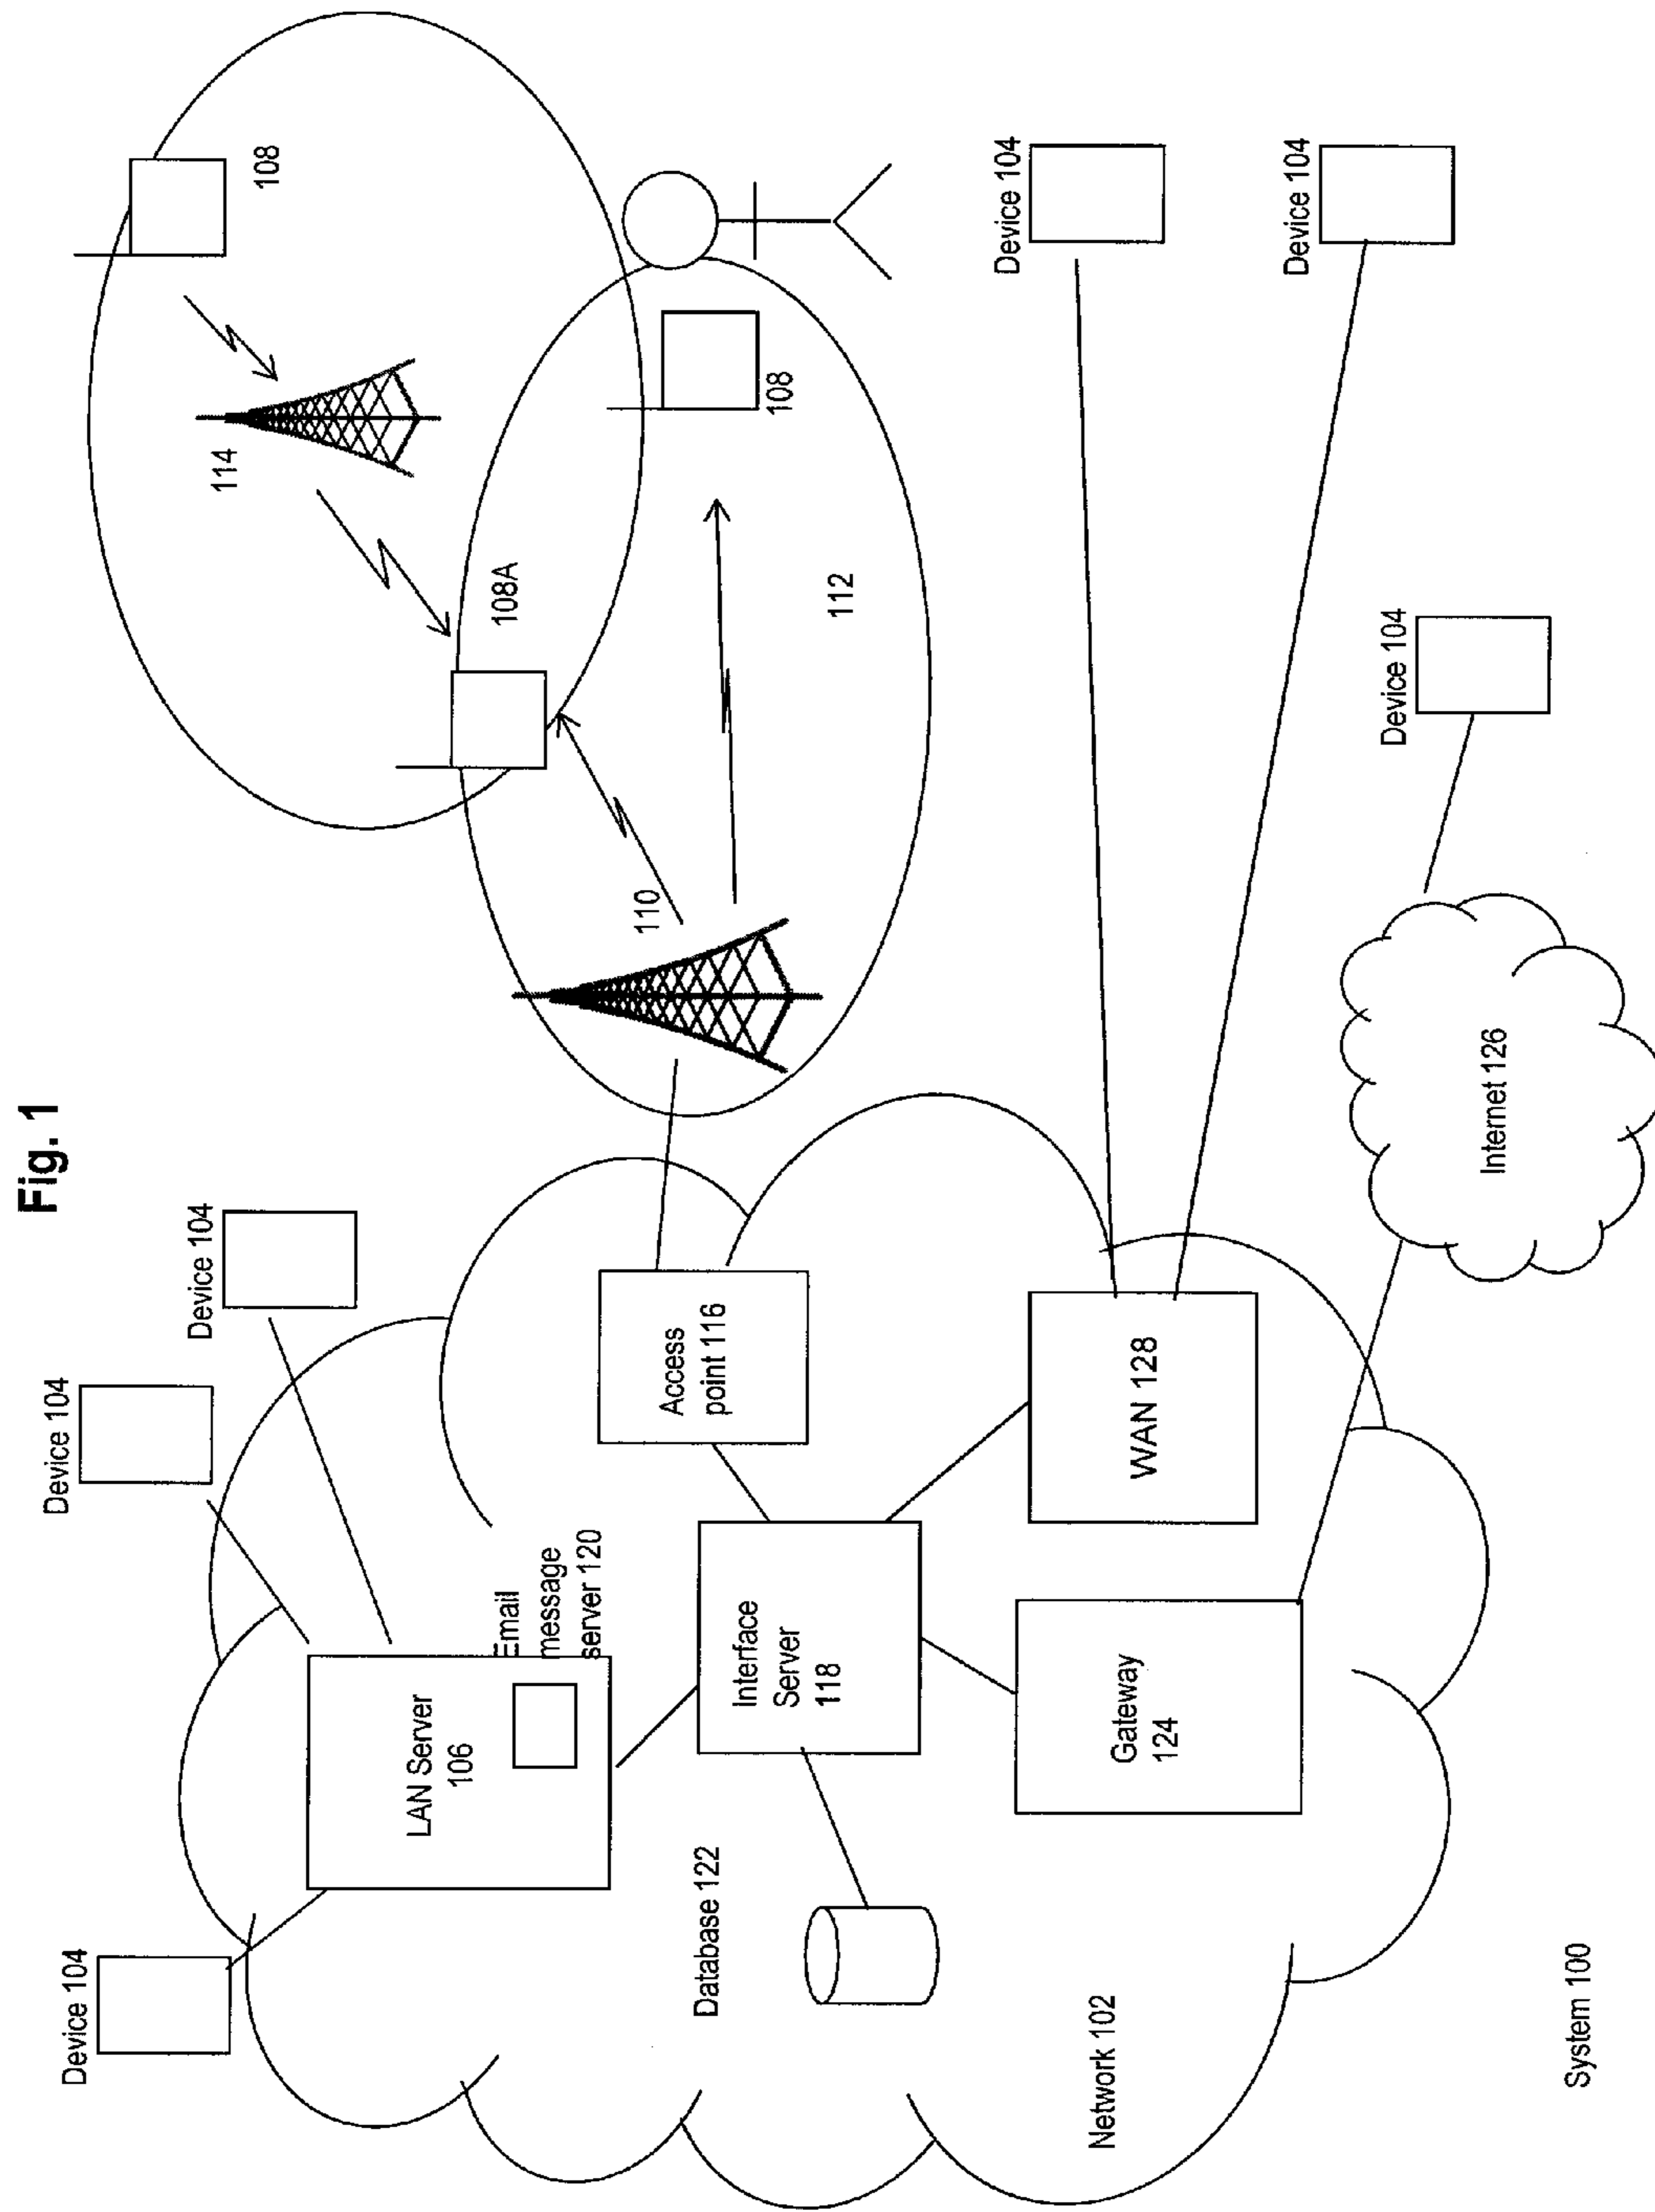 Fig. 1
Device 104
Device 104
Device 104
114
108
LAN Server
106
Email
message
server 120
108A
110
Access
point 116
Database 122
Interface
Server
118
108
112
Device 104
Network 102
Gateway
124
WAN 128
Device 104
Device 104
Internet 126
System 100